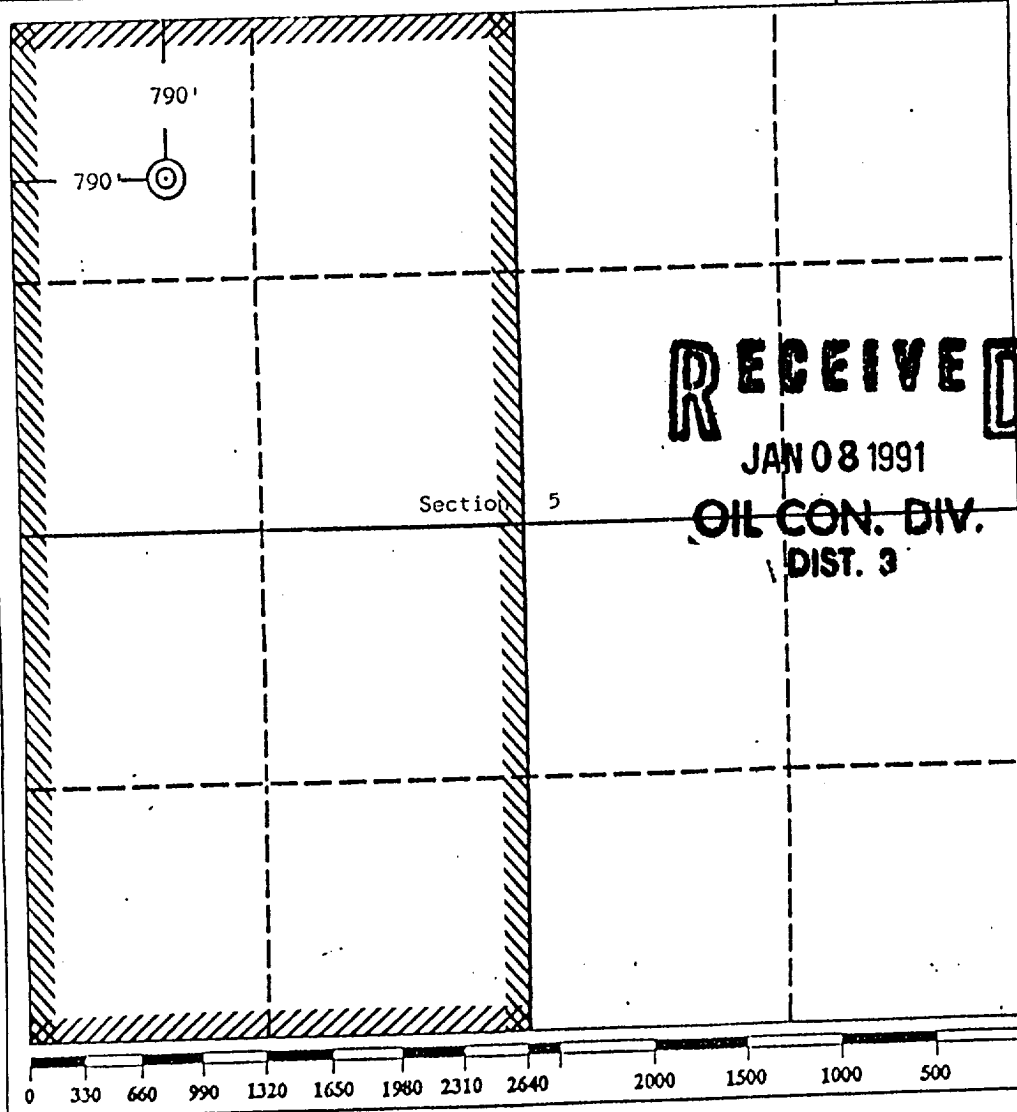 790'
790'
RECEIVED
JAN 08 1991
Section 5
OIL CON. DIV.
DIST. 3
0 330 660 990 1320 1650 1980 2310 2640 2000 1500 1000 500